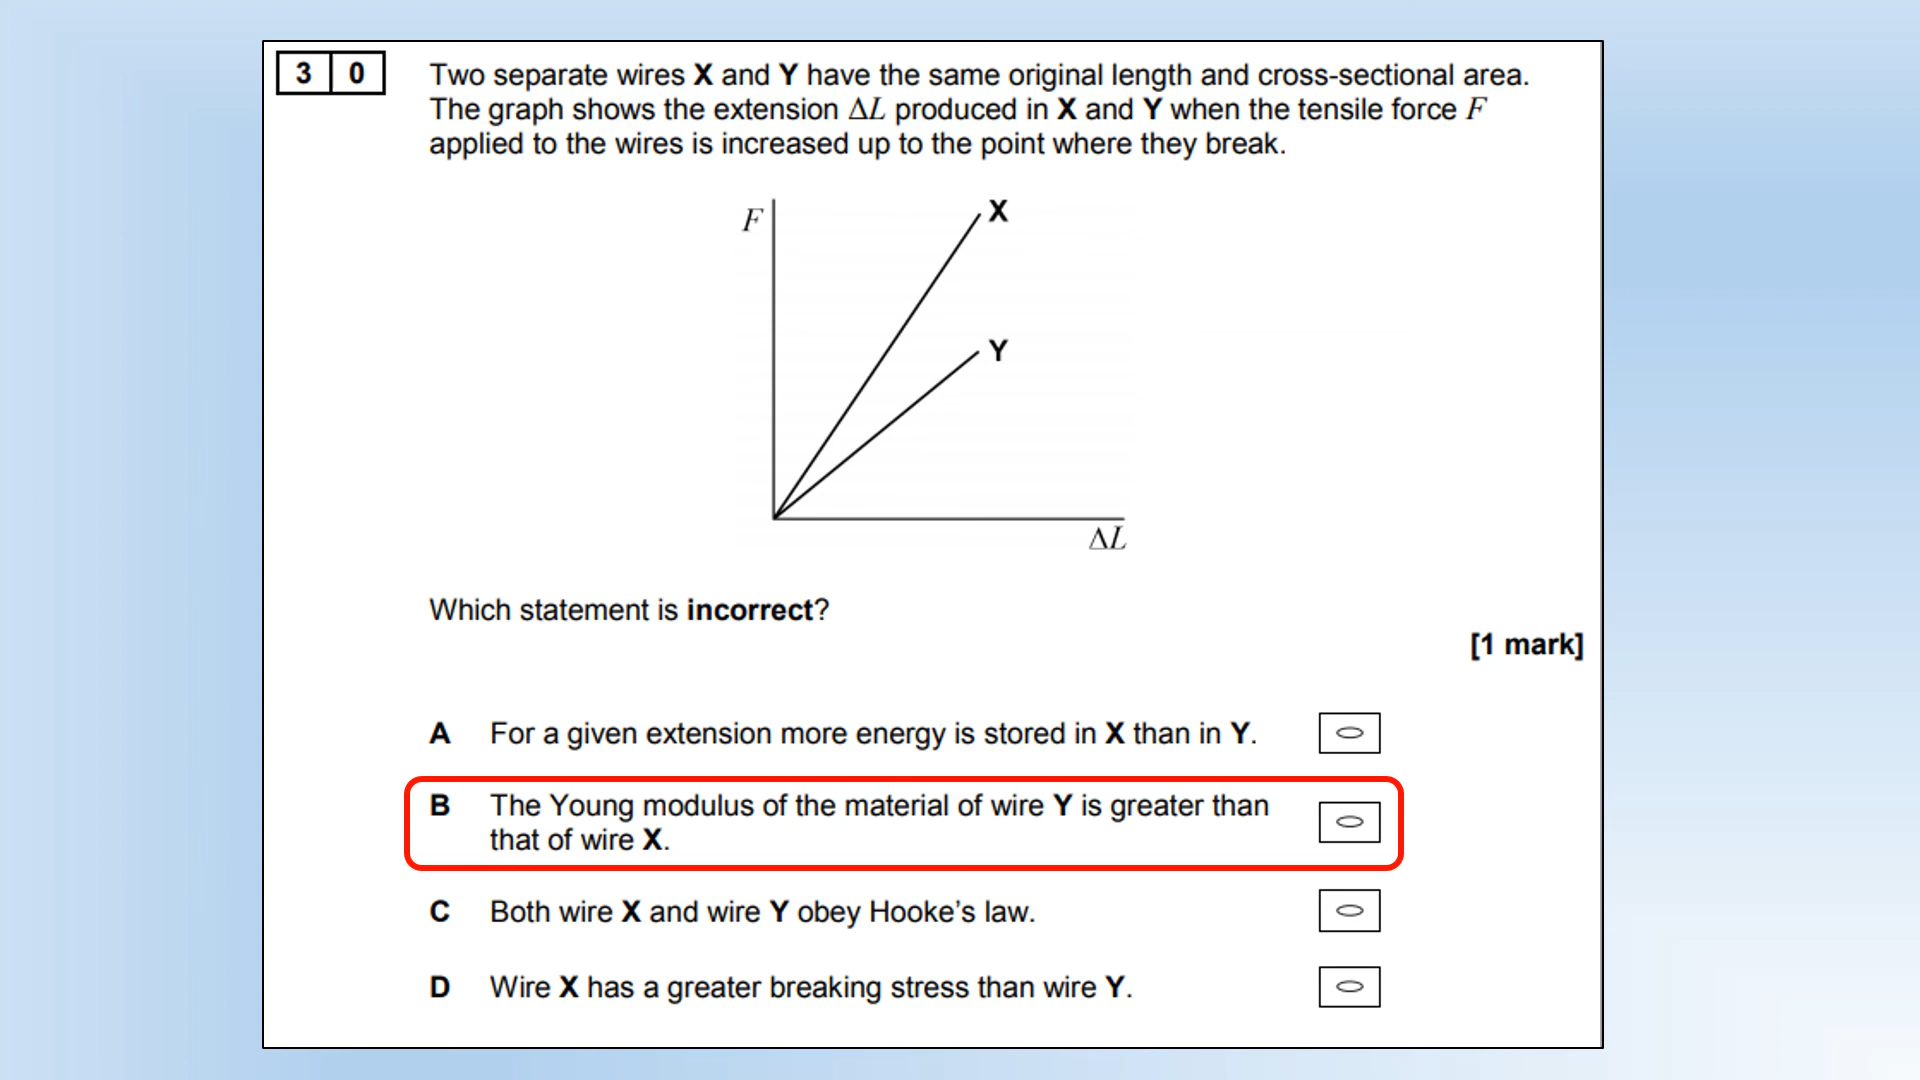 3 0
Two separate wires X and Y have the same original length and cross-sectional area.
The graph shows the extension ΔL produced in X and Y when the tensile force F
applied to the wires is increased up to the point where they break.
F
X
Y
ΔL
Which statement is incorrect?
[1 mark]
A For a given extension more energy is stored in X than in Y.
B The Young modulus of the material of wire Y is greater than
that of wire X.
C Both wire X and wire Y obey Hooke's law.
D Wire X has a greater breaking stress than wire Y.